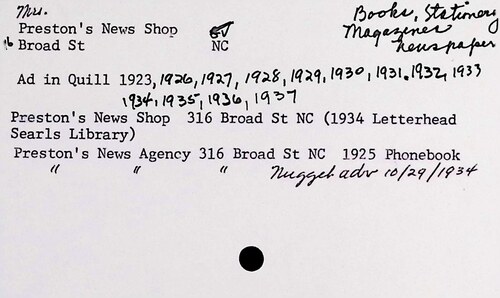 Mrs.
Preston's News Shop GV Books, Stationery
Broad St NC Magazines
newspaper
Ad in Quill 1923, 1926, 1927, 1928, 1929, 1930, 1931, 1932, 1933
1934, 1935, 1936, 1937
Preston's News Shop 316 Broad St NC (1934 Letterhead
Searls Library)
Preston's News Agency 316 Broad St NC 1925 Phonebook
" " " Nugget adv 10/29/1934